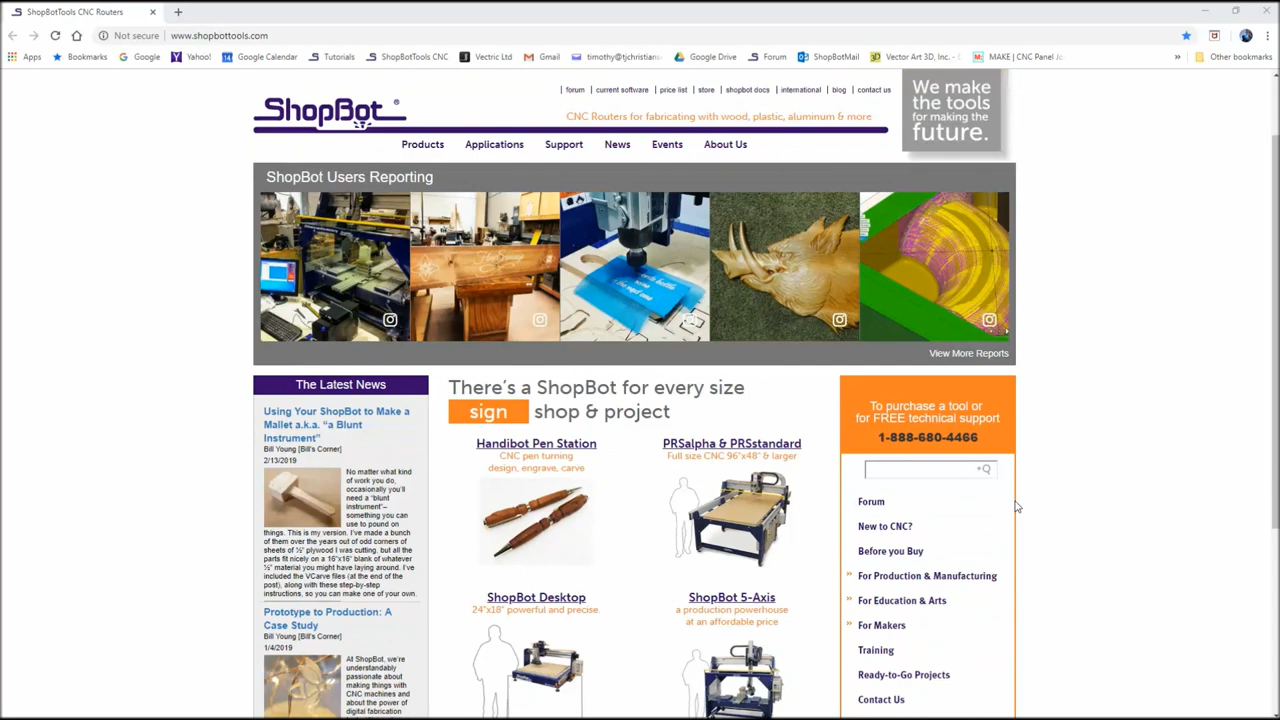 ShopBotTools CNC Routers
Not secure | www.shopbottools.com
Apps Bookmarks Google Yahoo! Google Calendar Tutorials ShopBotTools CNC Vectric Ltd Gmail timothy@tjchristians Google Drive Forum ShopBotMail Vector Art 3D, Inc. - MAKE | CNC Panel Jo » Other bookmarks
ShopBot ®
forum | current software | price list | store | shopbot docs | international | blog | contact us
CNC Routers for fabricating with wood, plastic, aluminum & more
We make
the tools
for making the
future.
Products Applications Support News Events About Us
ShopBot Users Reporting
View More Reports
The Latest News
Using Your ShopBot to Make a
Mallet a.k.a. “a Blunt
Instrument”
Bill Young [Bill's Corner]
2/13/2019
No matter what kind
of work you do,
occasionally you'll
need a “blunt
instrument”–
something you can
use to pound on
things. This is my version. I've made a bunch
of them over the years out of odd corners of
sheets of ½” plywood I was cutting, but all the
parts fit nicely on a 16”x16” blank of whatever
½” material you might have laying around. I've
included the VCarve files (at the end of the
post), along with these step-by-step
instructions, so you can make one of your own.
Prototype to Production: A
Case Study
Bill Young [Bill's Corner]
1/4/2019
At ShopBot, we're
understandably
passionate about
making things with
CNC machines and
about the power of
digital fabrication
There's a ShopBot for every size
sign shop & project
Handibot Pen Station
CNC pen turning
design, engrave, carve
PRSalpha & PRSstandard
Full size CNC 96"x48" & larger
ShopBot Desktop
24"x18" powerful and precise
ShopBot 5-Axis
a production powerhouse
at an affordable price
To purchase a tool or
for FREE technical support
1-888-680-4466
Forum
New to CNC?
Before you Buy
» For Production & Manufacturing
» For Education & Arts
» For Makers
Training
Ready-to-Go Projects
Contact Us